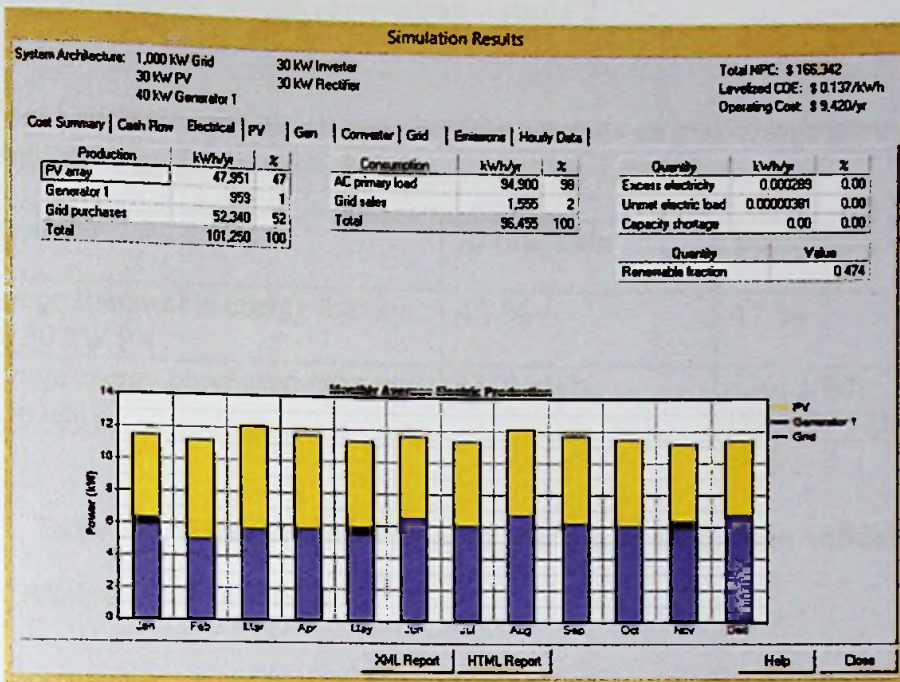 Simulation Results
System Architecture: 1,000 kW Grid 30 kW Inverter
30 kW PV 30 kW Rectifier
40 kW Generator 1
Total NPC: $ 166,342
Levelized COE: $ 0.137/kWh
Operating Cost: $ 9,420/yr
Cost Summary Cash Flow Electrical PV Gen Converter Grid Emissions Hourly Data
Production kWh/yr %
PV array 47,951 47
Generator 1 959 1
Grid purchases 52,340 52
Total 101,250 100
Consumption kWh/yr %
AC primary load 94,900 98
Grid sales 1,555 2
Total 96,455 100
Quantity kWh/yr %
Excess electricity 0.000289 0.00
Unmet electric load 0.00000381 0.00
Capacity shortage 0.00 0.00
Quantity Value
Renewable fraction 0.474
Monthly Average Electric Production
PV
Generator 1
Grid
Power (kW)
14
12
10
8
6
4
2
0
Jan Feb Mar Apr May Jun Jul Aug Sep Oct Nov Dec
XML Report HTML Report Help Close